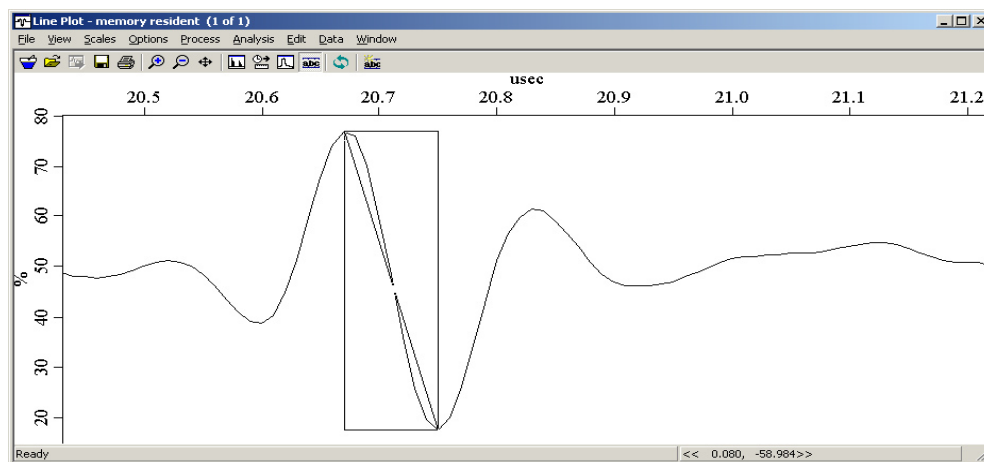 Line Plot - memory resident (1 of 1)
File View Scales Options Process Analysis Edit Data Window
abc abc
usec
20.5 20.6 20.7 20.8 20.9 21.0 21.1 21.2
80
70
60
50
%
40
30
20
Ready << 0.080, -58.984>>